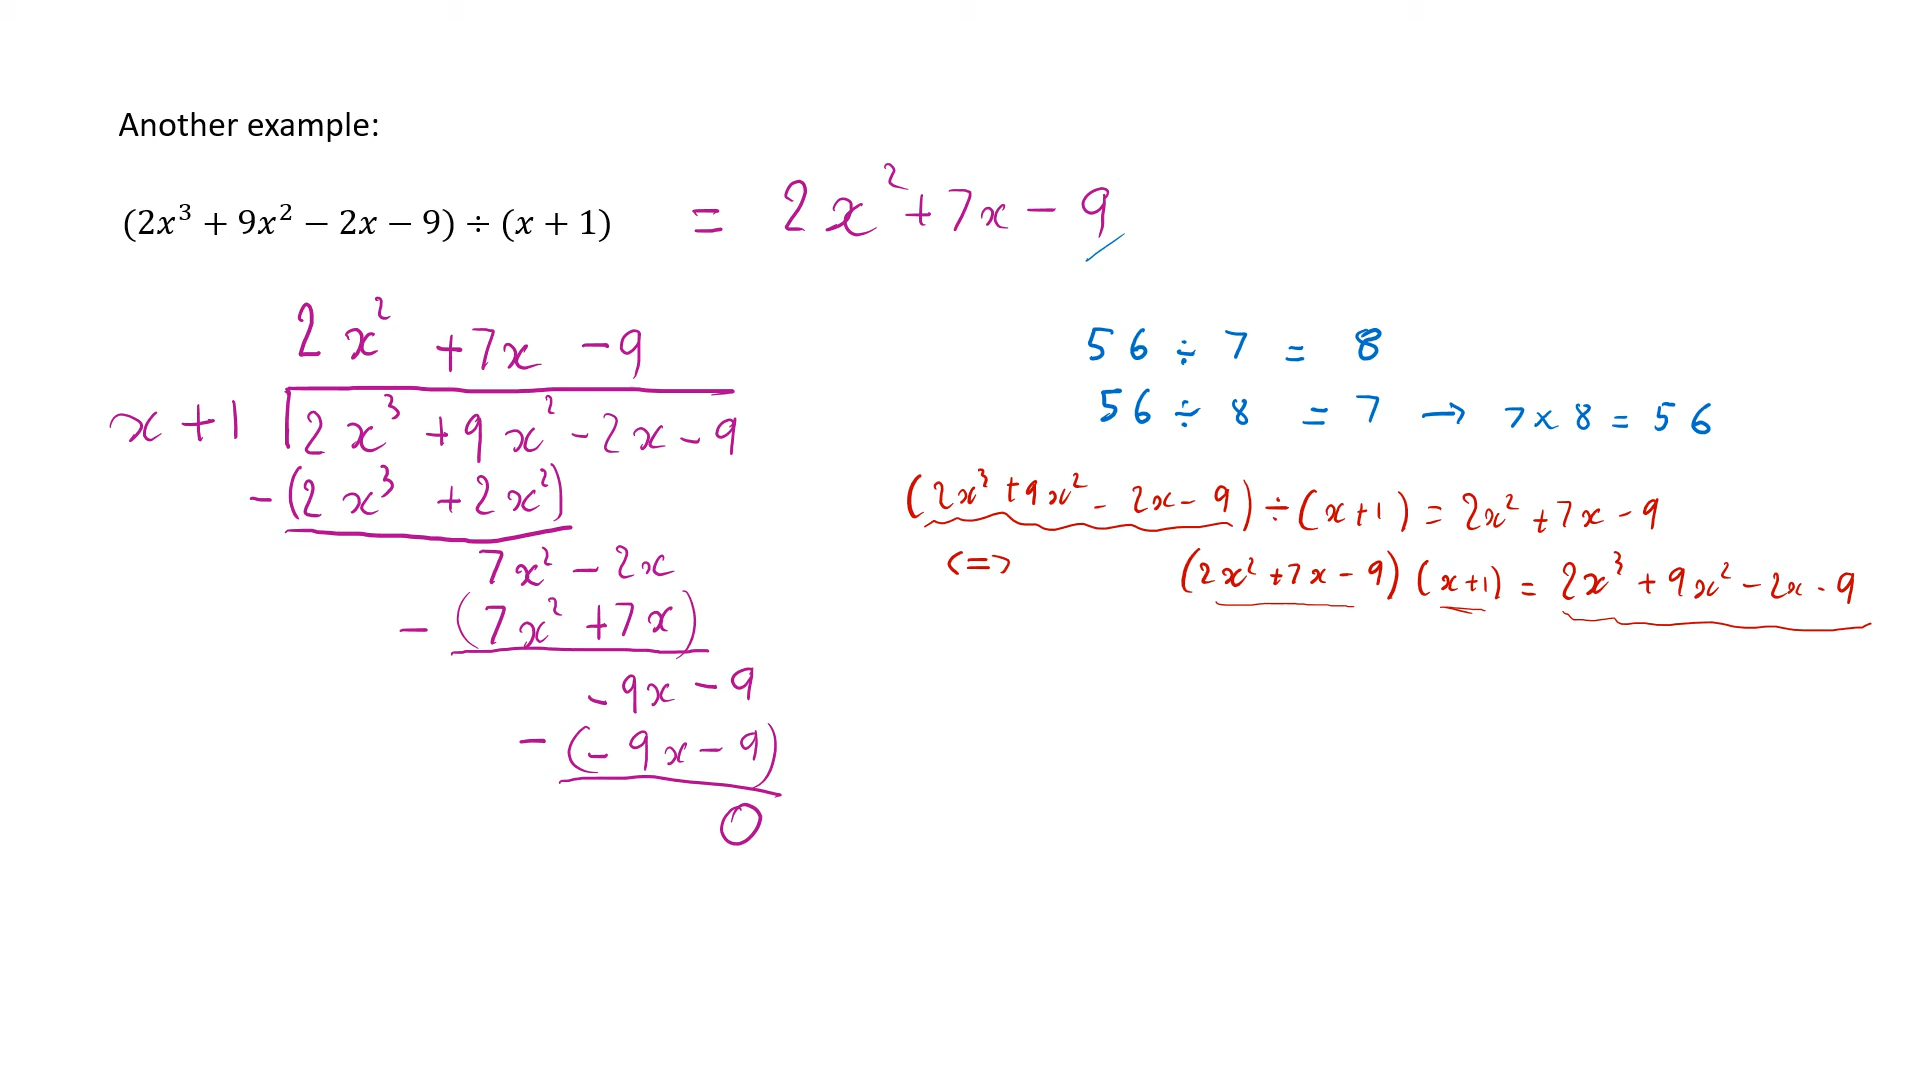 Another example:
(2x³ + 9x² − 2x − 9) ÷ (x + 1) = 2x² + 7x − 9
2x² + 7x − 9
x + 1 | 2x³ + 9x² − 2x − 9
− (2x³ + 2x²)
7x² − 2x
− (7x² + 7x)
− 9x − 9
− (− 9x − 9)
0
56 ÷ 7 = 8
56 ÷ 8 = 7 → 7 × 8 = 56
(2x³ + 9x² − 2x − 9) ÷ (x + 1) = 2x² + 7x − 9
<=> (2x² + 7x − 9) (x + 1) = 2x³ + 9x² − 2x − 9